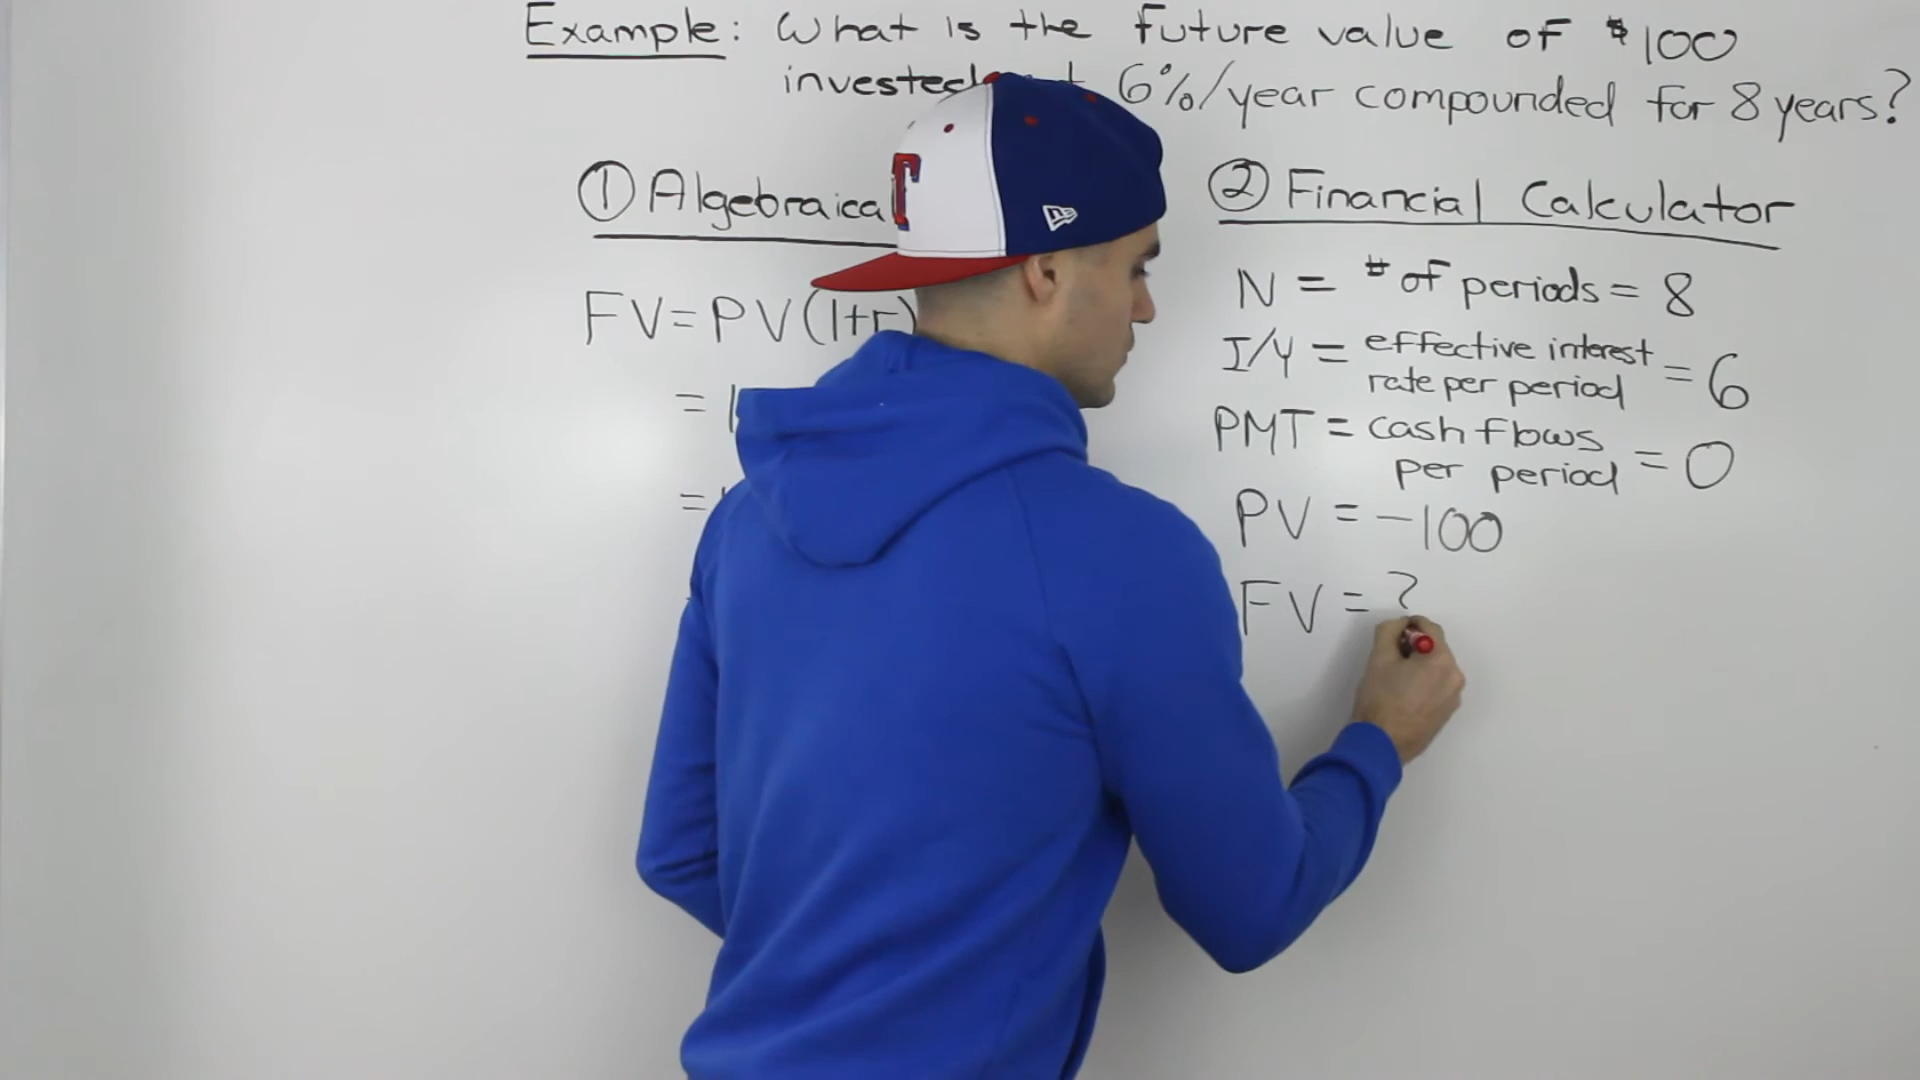 Example: What is the future value of $100
invested 6%/year compounded for 8 years?
① Algebraica
FV=PV(1+r)
=
=
② Financial Calculator
N = # of periods = 8
I/Y = effective interest rate per period = 6
PMT = cash flows per period = 0
PV = -100
FV = ?
T